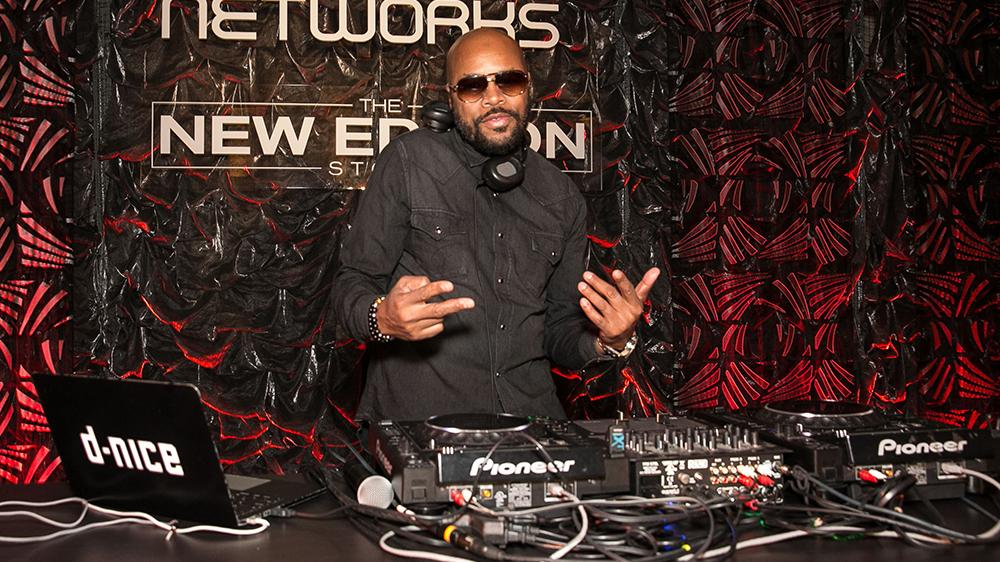 NETWORKS
THE
NEW
d-nice
Pioneer
Pioneer